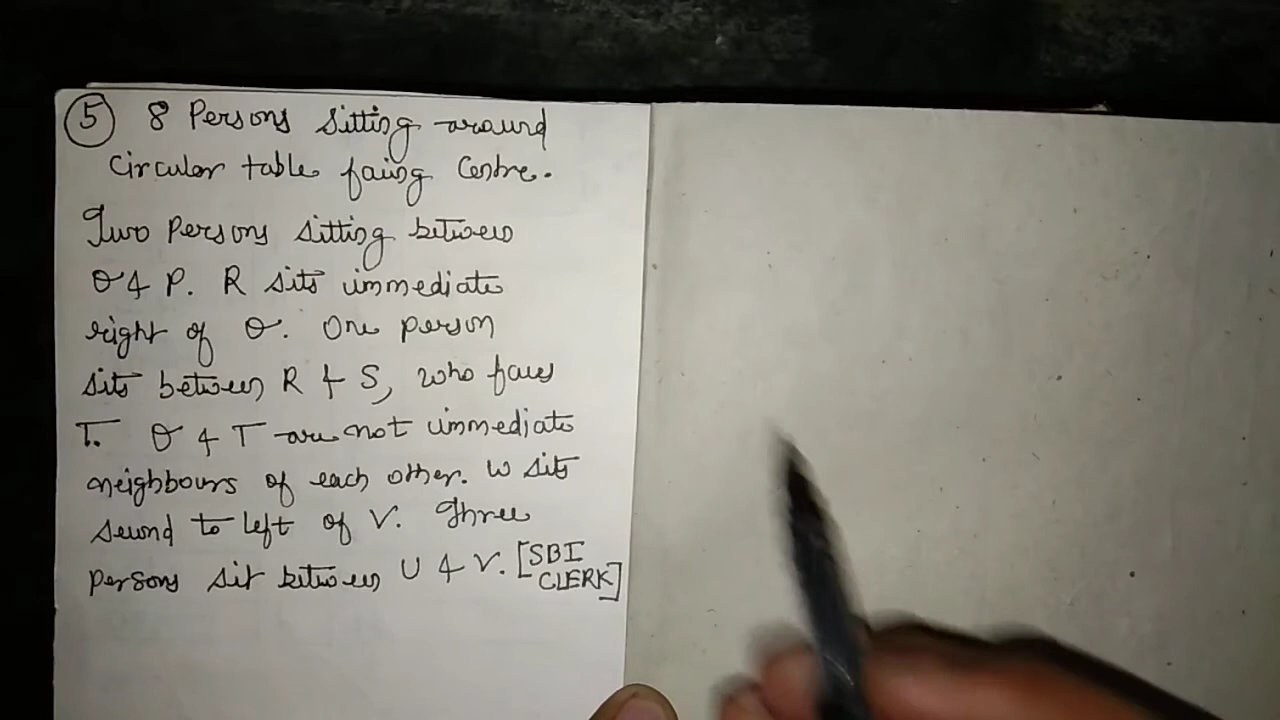 5 8 Persons sitting around
Circular table facing Centre.
Two persons sitting between
Q & P. R sits immediate
right of Q. One person
sits between R & S, who faces
T. Q & T are not immediate
neighbours of each other. W sits
second to left of V. Three
persons sit between U & V. [SBI
CLERK]